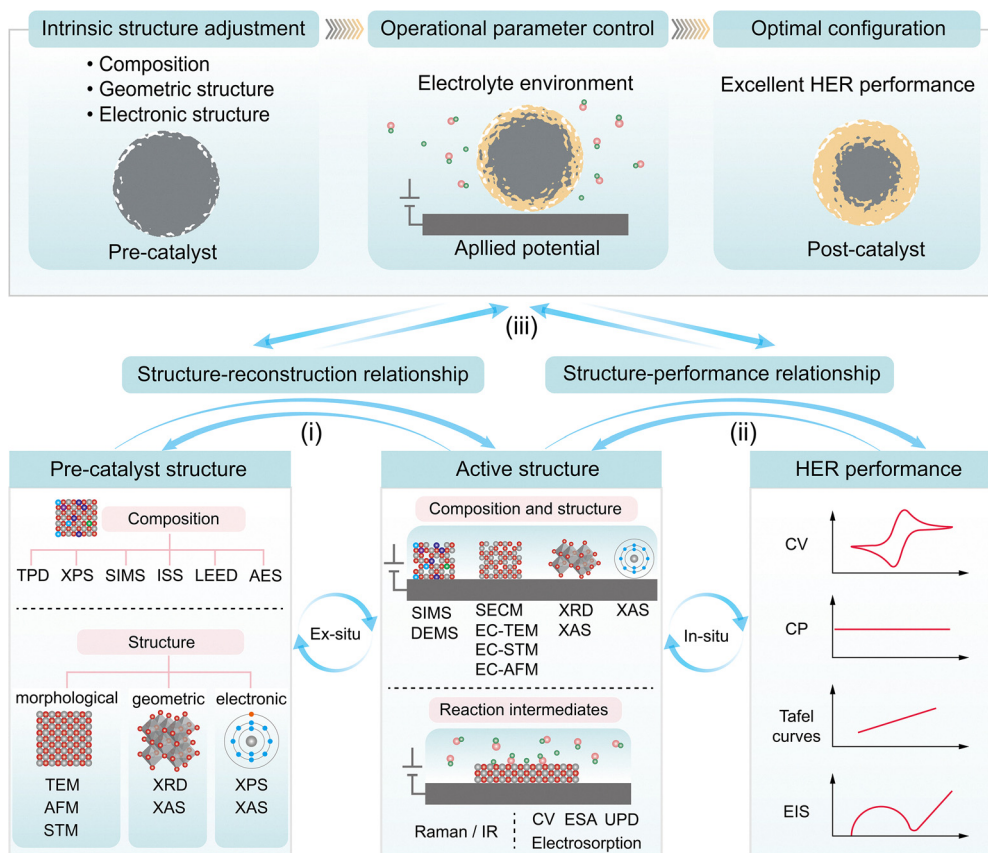 Intrinsic structure adjustment
Operational parameter control
Optimal configuration
• Composition
• Geometric structure
• Electronic structure
Pre-catalyst
Electrolyte environment
Apllied potential
Excellent HER performance
Post-catalyst
(iii)
Structure-reconstruction relationship
Structure-performance relationship
(i)
(ii)
Pre-catalyst structure
Composition
TPD XPS SIMS ISS LEED AES
Structure
morphological geometric electronic
TEM
AFM
STM
XRD
XAS
XPS
XAS
Ex-situ
Active structure
Composition and structure
SIMS
DEMS
SECM
EC-TEM
EC-STM
EC-AFM
XRD
XAS
XAS
Reaction intermediates
Raman / IR
CV ESA UPD
Electrosorption
In-situ
HER performance
CV
CP
Tafel
curves
EIS